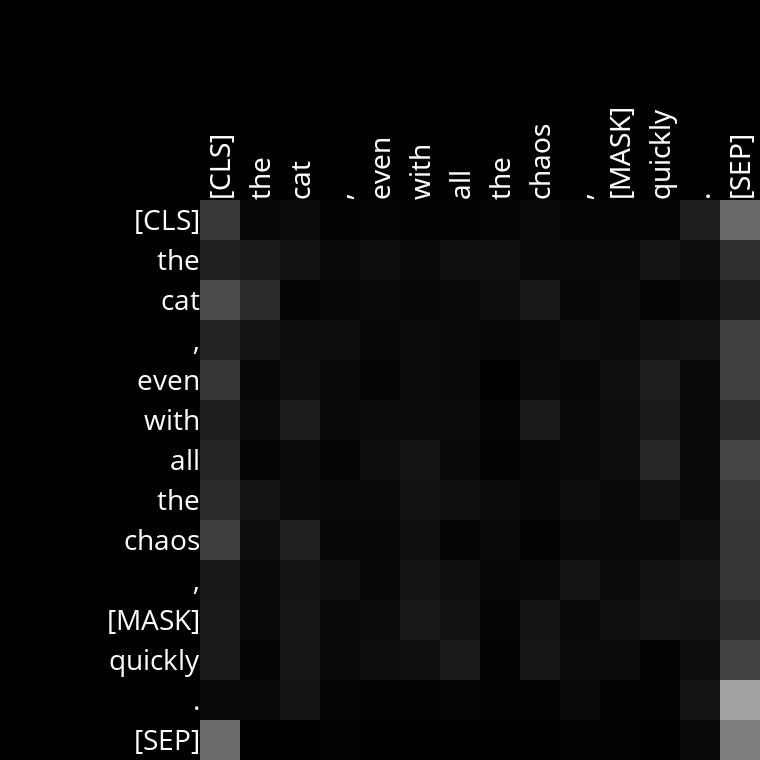 [CLS] the cat , even with all the chaos , [MASK] quickly . [SEP]
[CLS]
the
cat
,
even
with
all
the
chaos
,
[MASK]
quickly
.
[SEP]